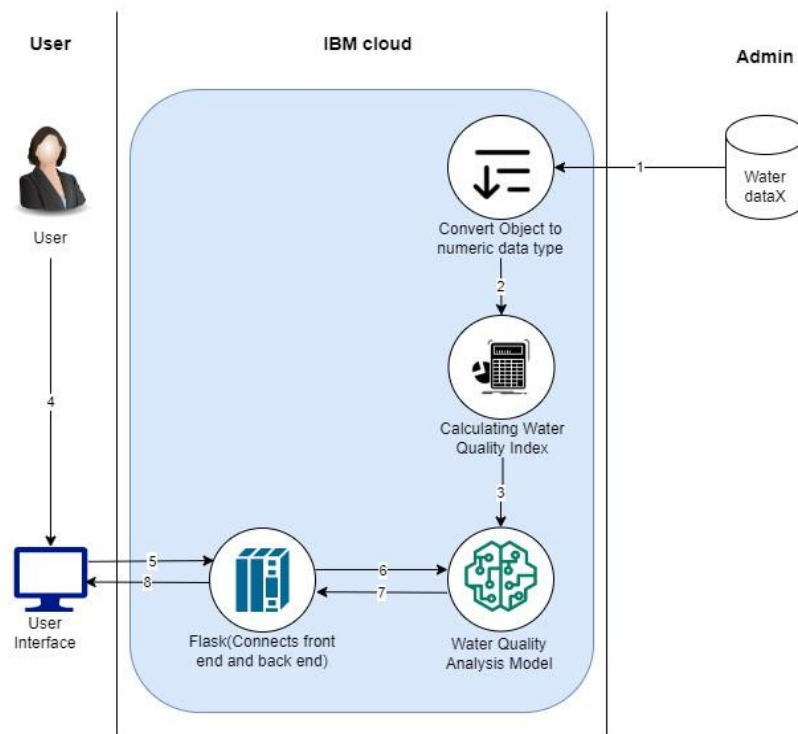 User
IBM cloud
Admin
1
Water
dataX
User
Convert Object to
numeric data type
2
4
Calculating Water
Quality Index
3
5
6
8
7
User
Interface
Flask(Connects front
end and back end)
Water Quality
Analysis Model